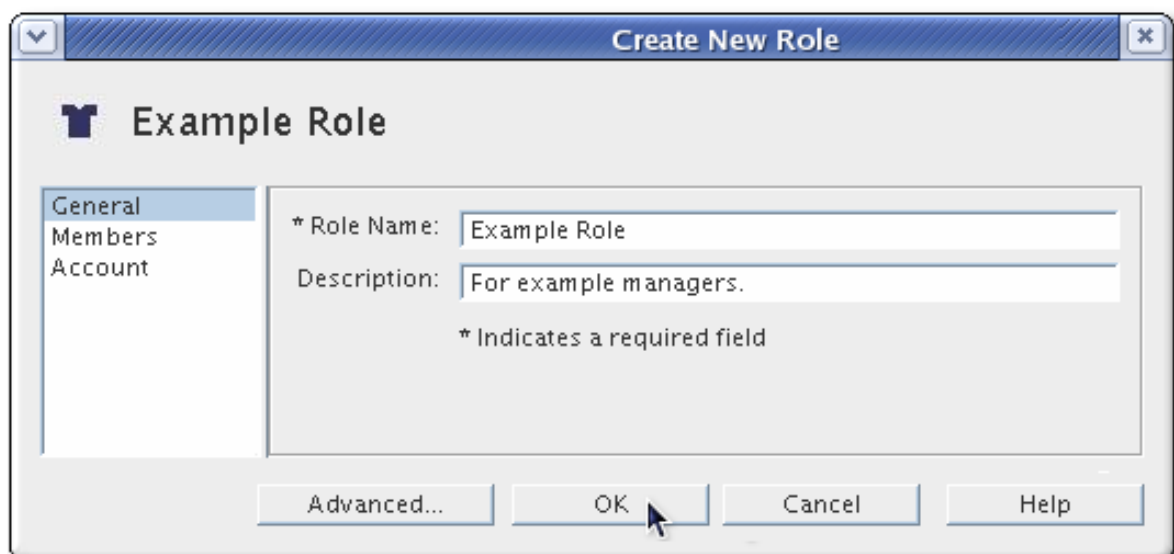 Create New Role
Example Role
General
Members
Account
* Role Name: Example Role
Description: For example managers.
* Indicates a required field
Advanced... OK Cancel Help